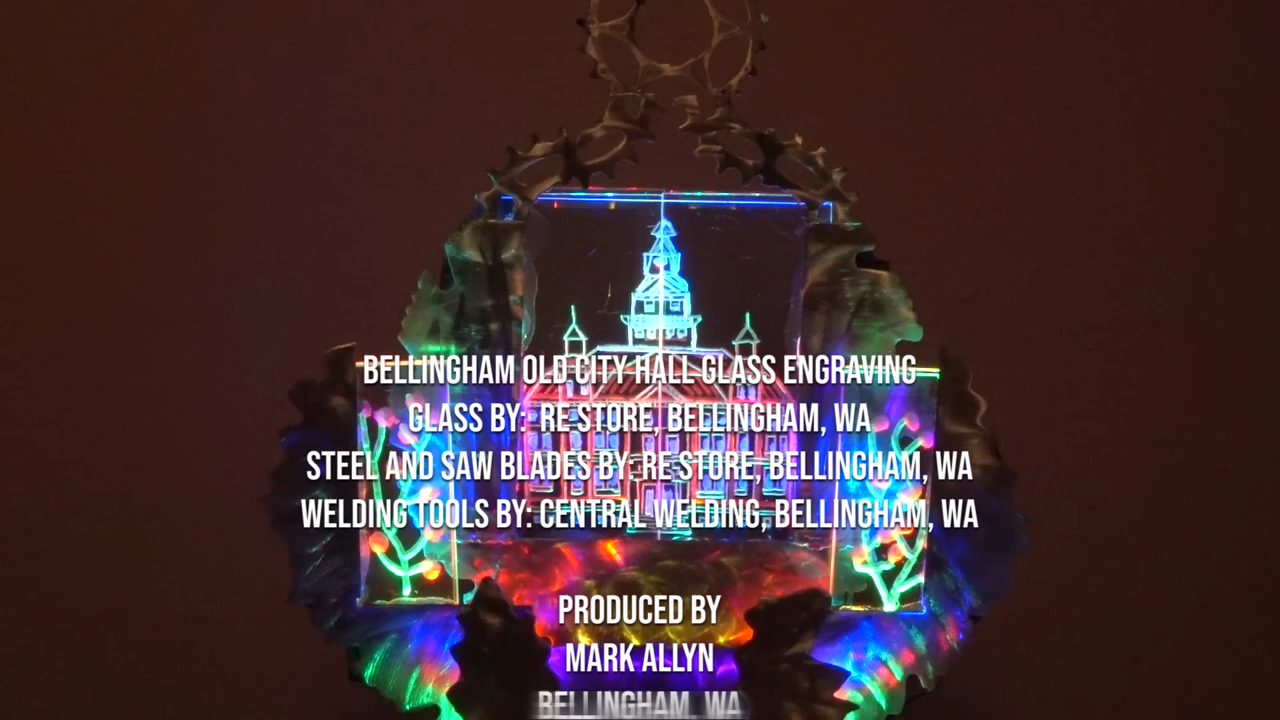 BELLINGHAM OLD CITY HALL GLASS ENGRAVING
GLASS BY: RE STORE, BELLINGHAM, WA
STEEL AND SAW BLADES BY: RE STORE, BELLINGHAM, WA
WELDING TOOLS BY: CENTRAL WELDING, BELLINGHAM, WA
PRODUCED BY
MARK ALLYN
BELLINGHAM, WA